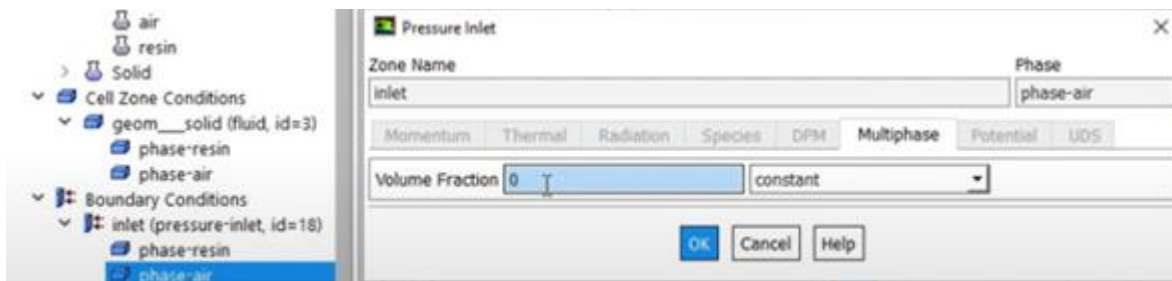 air
resin
Solid
Cell Zone Conditions
geom___solid (fluid, id=3)
phase-resin
phase-air
Boundary Conditions
inlet (pressure-inlet, id=18)
phase-resin
phase-air
Pressure Inlet
Zone Name Phase
inlet phase-air
Momentum Thermal Radiation Species DPM Multiphase Potential UDS
Volume Fraction 0 constant
OK Cancel Help